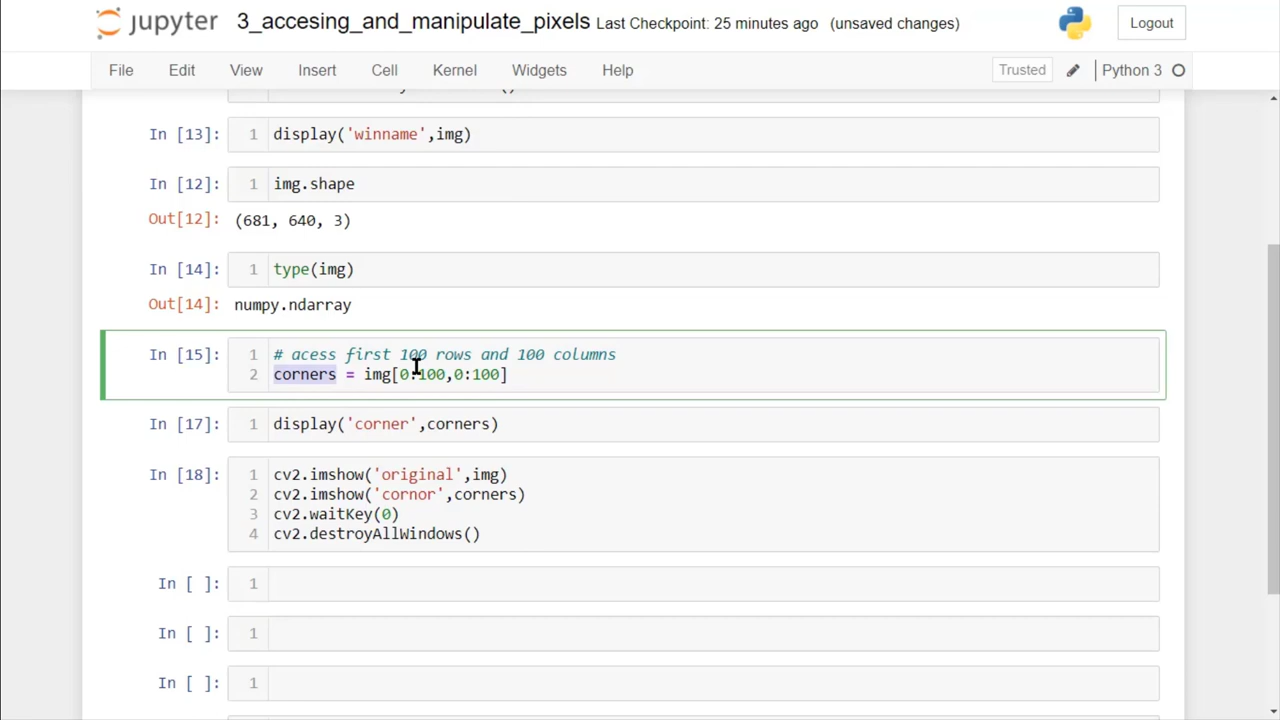 jupyter 3_accesing_and_manipulate_pixels Last Checkpoint: 25 minutes ago (unsaved changes) Logout
File Edit View Insert Cell Kernel Widgets Help Trusted Python 3
In [13]: 1 display('winname',img)
In [12]: 1 img.shape
Out[12]: (681, 640, 3)
In [14]: 1 type(img)
Out[14]: numpy.ndarray
In [15]: 1 # acess first 100 rows and 100 columns
2 corners = img[0:100,0:100]
In [17]: 1 display('corner',corners)
In [18]: 1 cv2.imshow('original',img)
2 cv2.imshow('cornor',corners)
3 cv2.waitKey(0)
4 cv2.destroyAllWindows()
In [ ]: 1
In [ ]: 1
In [ ]: 1